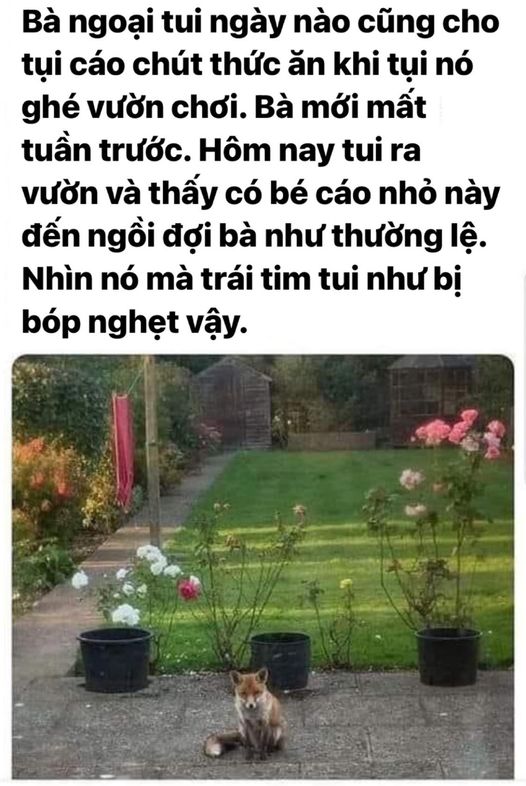 Bà ngoại tui ngày nào cũng cho
tụi cáo chút thức ăn khi tụi nó
ghé vườn chơi. Bà mới mất
tuần trước. Hôm nay tui ra
vườn và thấy có bé cáo nhỏ này
đến ngồi đợi bà như thường lệ.
Nhìn nó mà trái tim tui như bị
bóp nghẹt vậy.